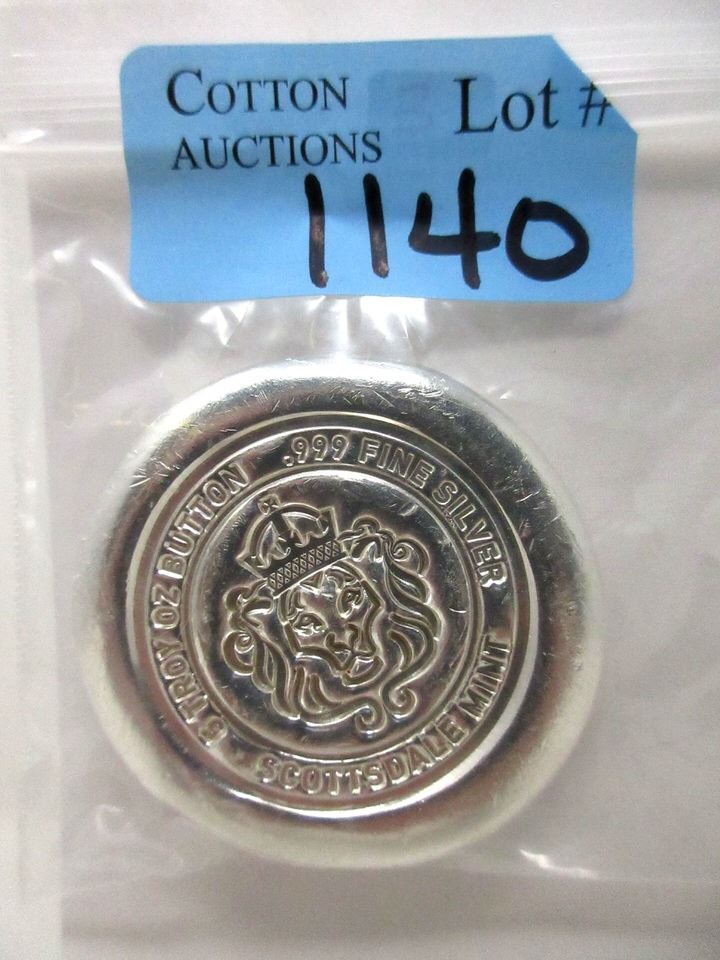 COTTON
AUCTIONS
Lot #
1140
.999 FINE SILVER
5 TROY OZ BUTTON
SCOTTSDALE MINT